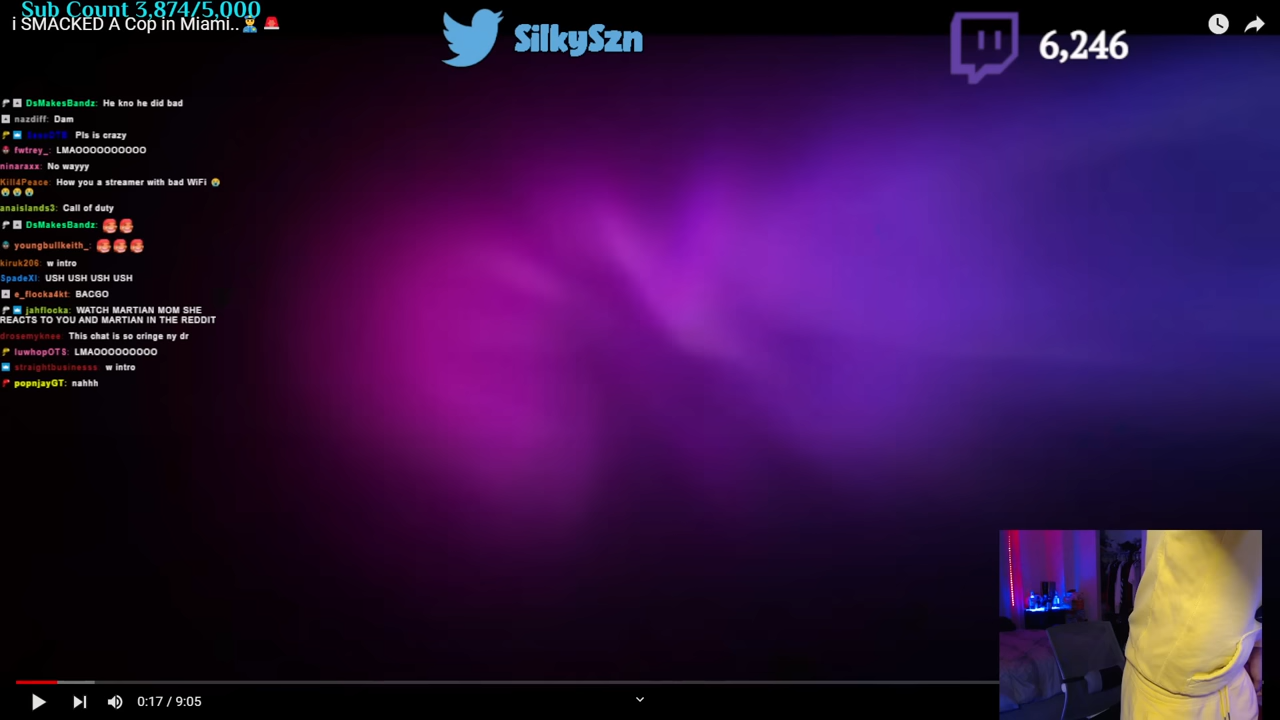 Sub Count 3,874/5,000
i SMACKED A Cop in Miami..👮🚨
SilkySzn
6,246
DsMakesBandz: He kno he did bad
nazdiff: Dam
Pls is crazy
fwtrey_: LMAOOOOOOOOOO
ninaraxx: No wayyy
Kill4Peace: How you a streamer with bad WiFi 😭
😭😭😭
anaislands3: Call of duty
DsMakesBandz:
youngbullkeith_:
kiruk206: w intro
SpadeX!: USH USH USH USH
e_flocka4kt: BACGO
jahflocka: WATCH MARTIAN MOM SHE
REACTS TO YOU AND MARTIAN IN THE REDDIT
drosemyknee: This chat is so cringe ny dr
luwhopOTS: LMAOOOOOOOOO
straightbusinesss: w intro
popnjayGT: nahhh
0:17 / 9:05